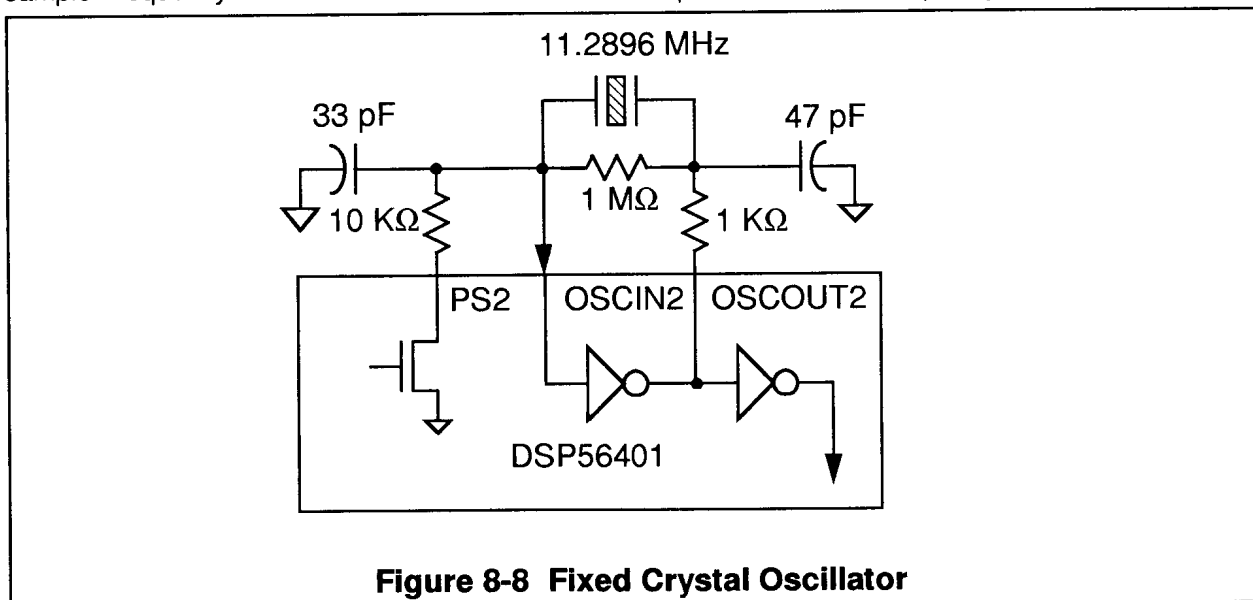 11.2896 MHz
33 pF
47 pF
1 MΩ
10 KΩ
1 KΩ
PS2
OSCIN2
OSCOUT2
DSP56401
Figure 8-8 Fixed Crystal Oscillator